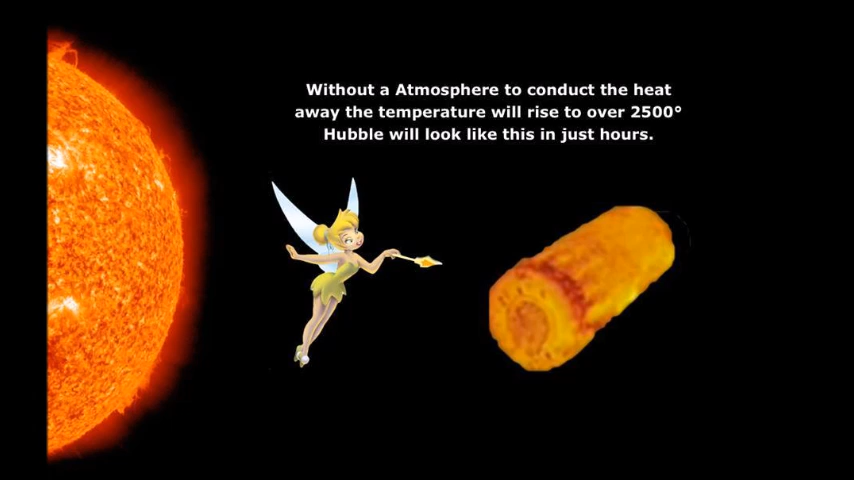 Without a Atmosphere to conduct the heat
away the temperature will rise to over 2500°
Hubble will look like this in just hours.